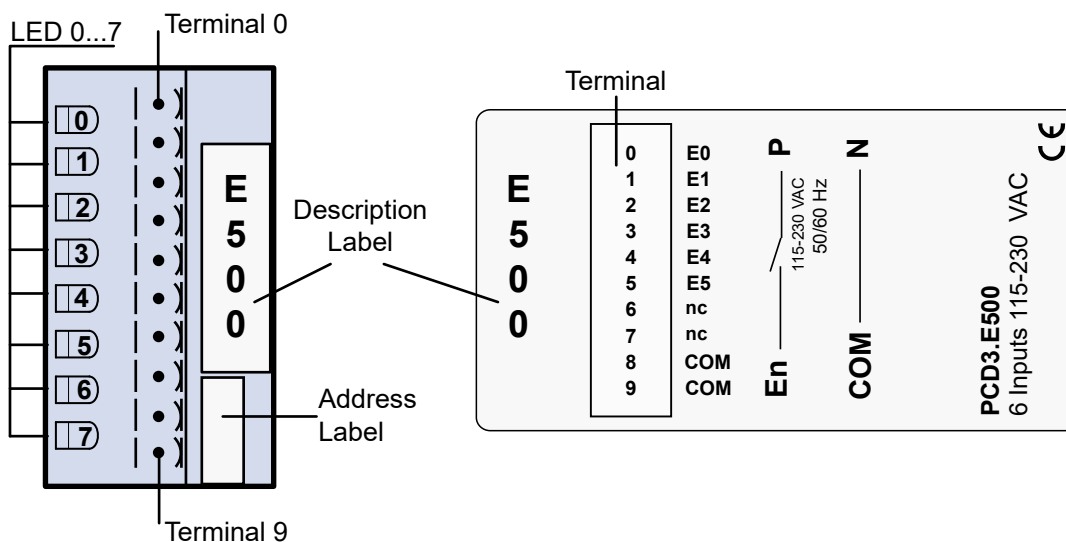 LED 0...7
Terminal 0
0
1
2
3
4
5
6
7
E
5
0
0
Description
Label
Address
Label
Terminal 9
Terminal
E
5
0
0
0 E0
1 E1
2 E2
3 E3
4 E4
5 E5
6 nc
7 nc
8 COM
9 COM
P
115-230 VAC
50/60 Hz
En
N
COM
PCD3.E500
6 Inputs 115-230 VAC
CE